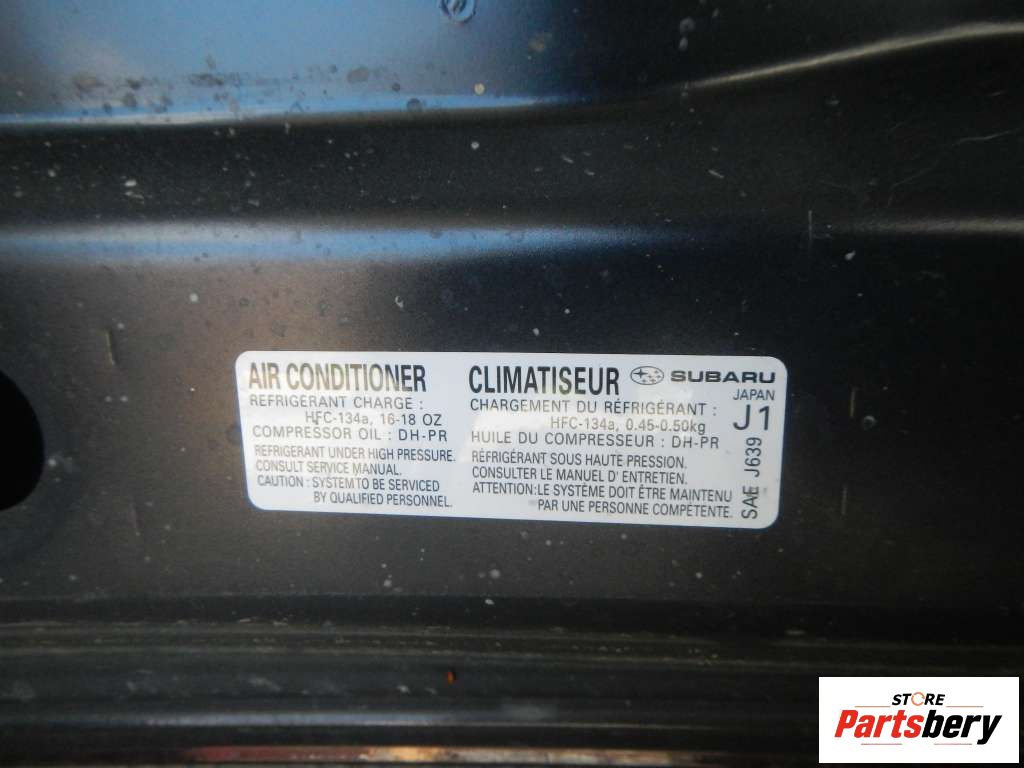 AIR CONDITIONER
REFRIGERANT CHARGE :
HFC-134a, 16-18 OZ
COMPRESSOR OIL : DH-PR
REFRIGERANT UNDER HIGH PRESSURE.
CONSULT SERVICE MANUAL.
CAUTION : SYSTEM TO BE SERVICED
BY QUALIFIED PERSONNEL.
CLIMATISEUR
CHARGEMENT DU RÉFRIGÉRANT :
HFC-134a, 0.45-0.50kg
HUILE DU COMPRESSEUR : DH-PR
RÉFRIGÉRANT SOUS HAUTE PRESSION.
CONSULTER LE MANUEL D' ENTRETIEN.
ATTENTION:LE SYSTÈME DOIT ÊTRE MAINTENU
PAR UNE PERSONNE COMPÉTENTE.
SUBARU
JAPAN
J1
SAE J639
STORE
Partsbery